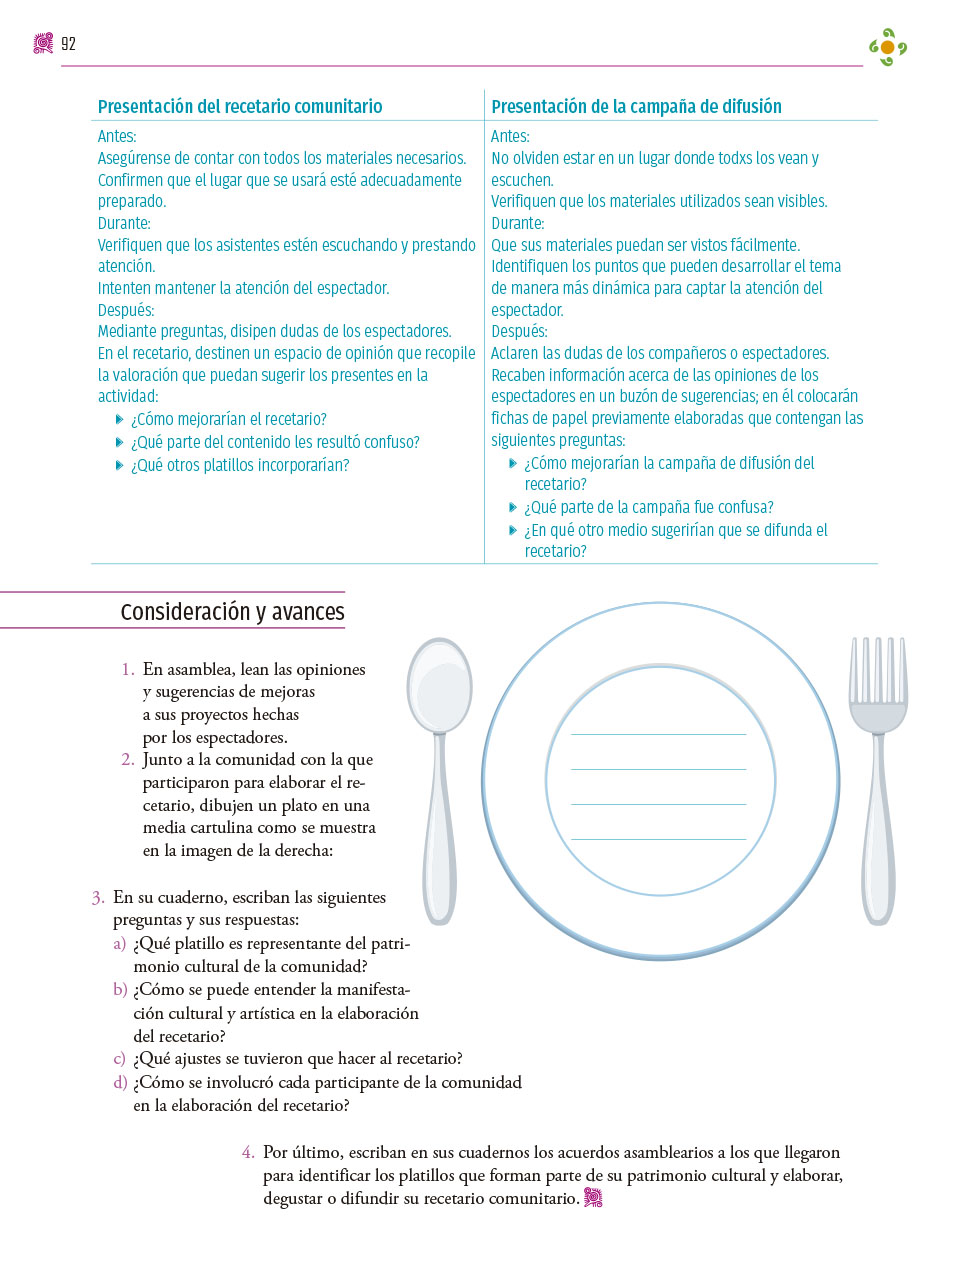 92
Presentación del recetario comunitario
Antes:
Asegúrense de contar con todos los materiales necesarios.
Confirmen que el lugar que se usará esté adecuadamente
preparado.
Durante:
Verifiquen que los asistentes estén escuchando y prestando
atención.
Intenten mantener la atención del espectador.
Después:
Mediante preguntas, disipen dudas de los espectadores.
En el recetario, destinen un espacio de opinión que recopile
la valoración que puedan sugerir los presentes en la
actividad:
¿Cómo mejorarían el recetario?
¿Qué parte del contenido les resultó confuso?
¿Qué otros platillos incorporarían?
Presentación de la campaña de difusión
Antes:
No olviden estar en un lugar donde todxs los vean y
escuchen.
Verifiquen que los materiales utilizados sean visibles.
Durante:
Que sus materiales puedan ser vistos fácilmente.
Identifiquen los puntos que pueden desarrollar el tema
de manera más dinámica para captar la atención del
espectador.
Después:
Aclaren las dudas de los compañeros o espectadores.
Recaben información acerca de las opiniones de los
espectadores en un buzón de sugerencias; en él colocarán
fichas de papel previamente elaboradas que contengan las
siguientes preguntas:
¿Cómo mejorarían la campaña de difusión del
recetario?
¿Qué parte de la campaña fue confusa?
¿En qué otro medio sugerirían que se difunda el
recetario?
Consideración y avances
1. En asamblea, lean las opiniones
y sugerencias de mejoras
a sus proyectos hechas
por los espectadores.
2. Junto a la comunidad con la que
participaron para elaborar el re-
cetario, dibujen un plato en una
media cartulina como se muestra
en la imagen de la derecha:
3. En su cuaderno, escriban las siguientes
preguntas y sus respuestas:
a) ¿Qué platillo es representante del patri-
monio cultural de la comunidad?
b) ¿Cómo se puede entender la manifesta-
ción cultural y artística en la elaboración
del recetario?
c) ¿Qué ajustes se tuvieron que hacer al recetario?
d) ¿Cómo se involucró cada participante de la comunidad
en la elaboración del recetario?
4. Por último, escriban en sus cuadernos los acuerdos asamblearios a los que llegaron
para identificar los platillos que forman parte de su patrimonio cultural y elaborar,
degustar o difundir su recetario comunitario.